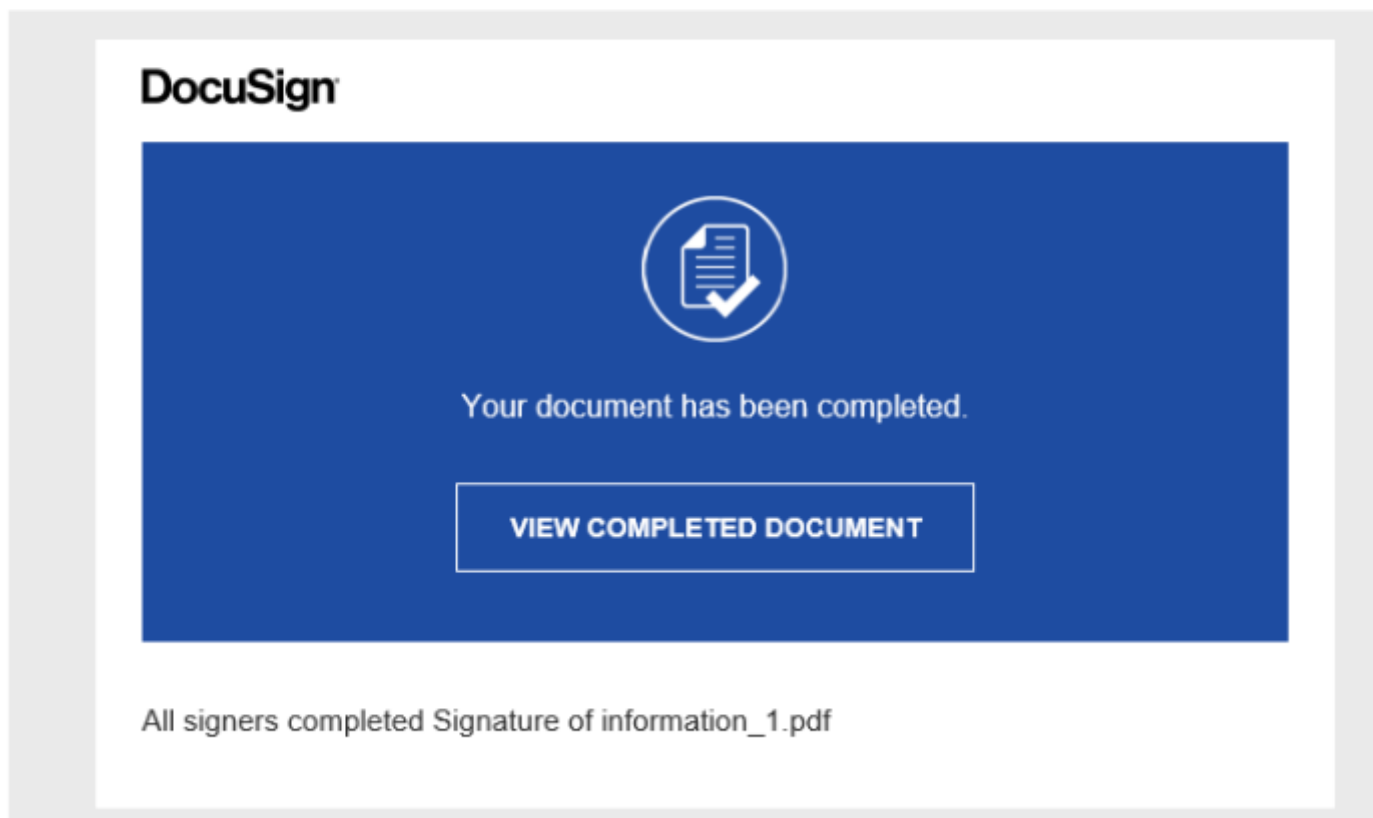 DocuSign
Your document has been completed.
VIEW COMPLETED DOCUMENT
All signers completed Signature of information_1.pdf